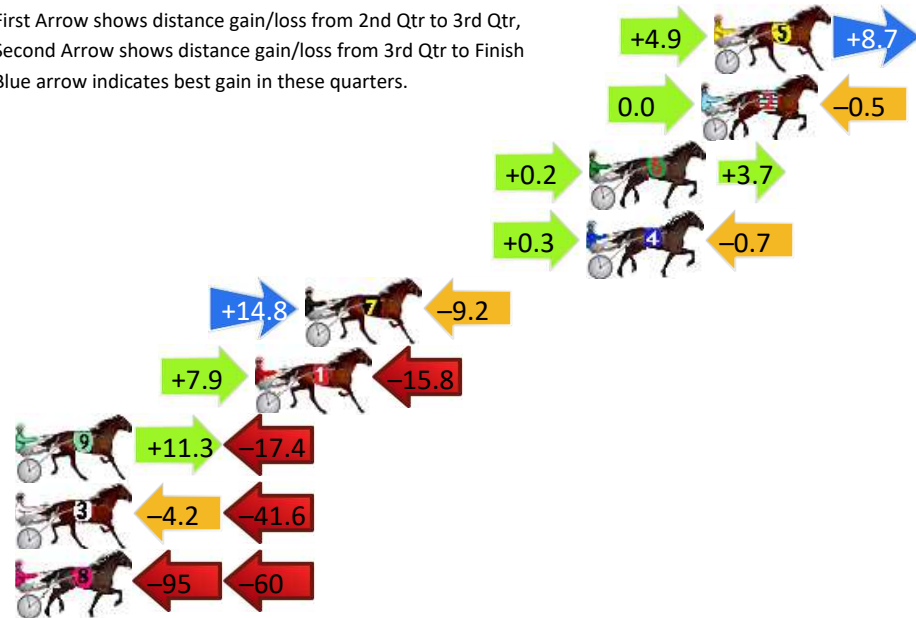 First Arrow shows distance gain/loss from 2nd Qtr to 3rd Qtr,
Second Arrow shows distance gain/loss from 3rd Qtr to Finish
Blue arrow indicates best gain in these quarters.
+4.9 5 +8.7
0.0 –0.5
+0.2 6 +3.7
+0.3 4 –0.7
+14.8 7 –9.2
+7.9 1 –15.8
9 +11.3 –17.4
3 –4.2 –41.6
8 –95 –60